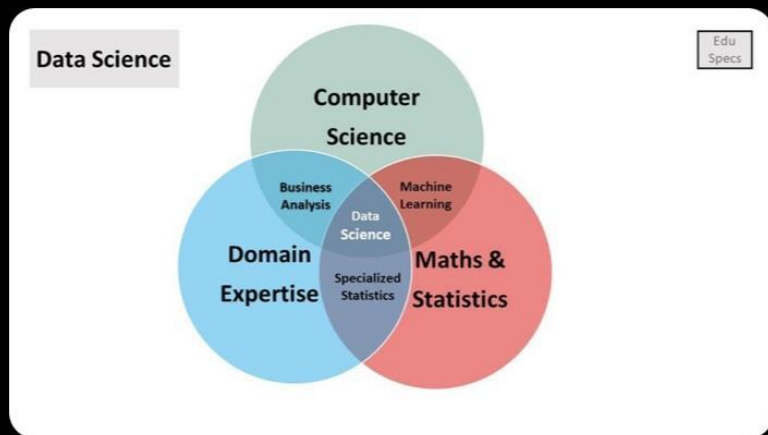 Data Science
Edu
Specs
Computer
Science
Business
Analysis
Machine
Learning
Data
Science
Domain
Expertise
Maths &
Statistics
Specialized
Statistics